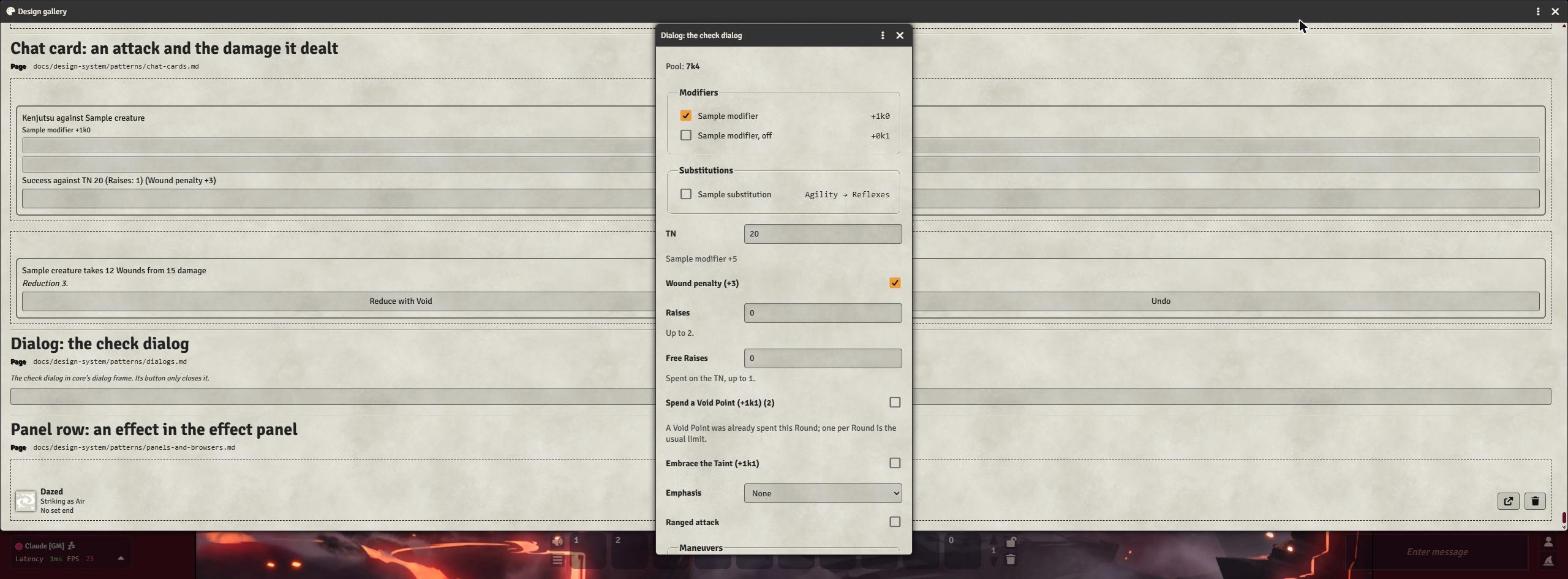 Design gallery
Chat card: an attack and the damage it dealt
Page docs/design-system/patterns/chat-cards.md
Kenjutsu against Sample creature
Sample modifier +1k0
Success against TN 20 (Raises: 1) (Wound penalty +3)
Sample creature takes 12 Wounds from 15 damage
Reduction 3.
Reduce with Void
Undo
Dialog: the check dialog
Page docs/design-system/patterns/dialogs.md
The check dialog in core's dialog frame. Its button only closes it.
Panel row: an effect in the effect panel
Page docs/design-system/patterns/panels-and-browsers.md
Dazed
Striking as Air
No set end
Dialog: the check dialog
Pool: 7k4
Modifiers
Sample modifier +1k0
Sample modifier, off +0k1
Substitutions
Sample substitution Agility → Reflexes
TN 20
Sample modifier +5
Wound penalty (+3)
Raises 0
Up to 2.
Free Raises 0
Spent on the TN, up to 1.
Spend a Void Point (+1k1) (2)
A Void Point was already spent this Round; one per Round is the
usual limit.
Embrace the Taint (+1k1)
Emphasis None
Ranged attack
Maneuvers
Claude [GM]
Latency 3ms FPS 23
1 2 0
1
Enter message